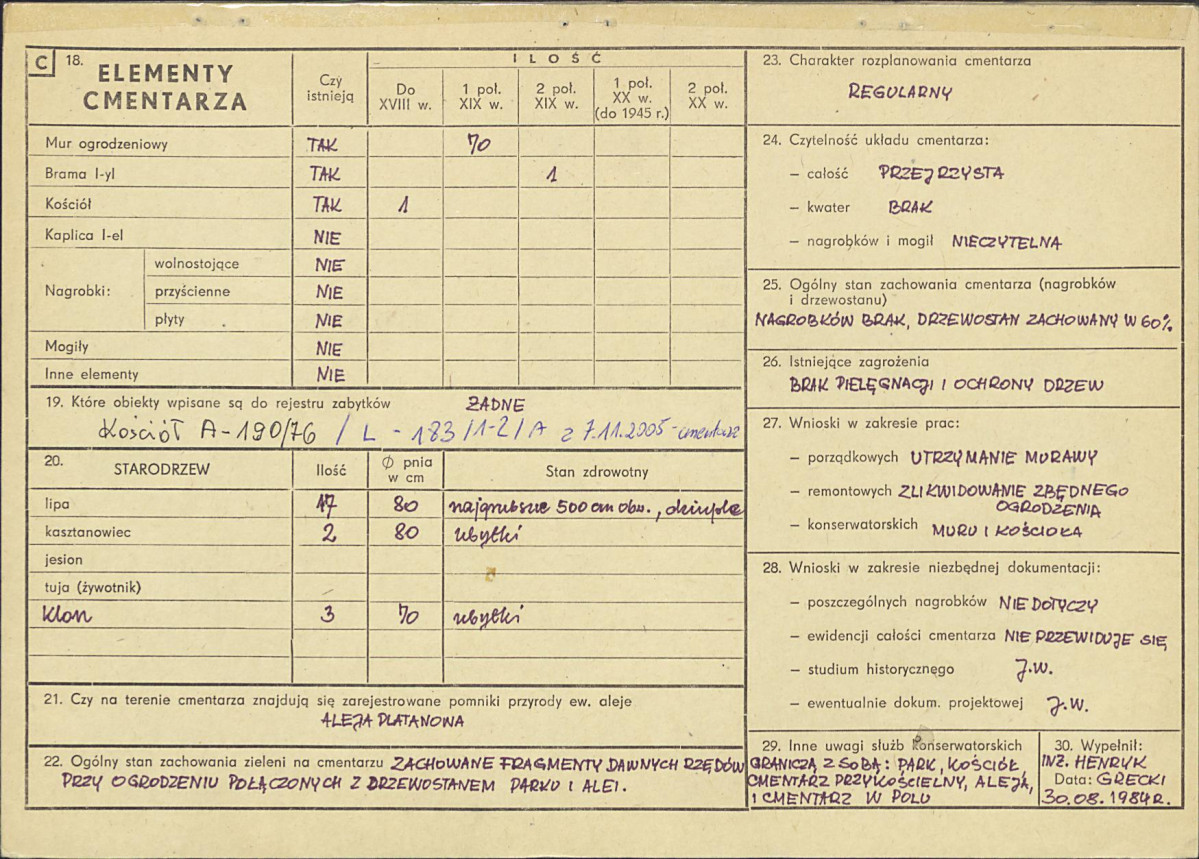 C 18. ELEMENTY CMENTARZA
Czy istnieją
ILOŚĆ
Do XVIII w.
1 poł. XIX w.
2 poł. XIX w.
1 poł. XX w. (do 1945 r.)
2 poł. XX w.
Mur ogrodzeniowy TAK 70
Brama I-yl TAK 1
Kościół TAK 1
Kaplica I-el NIE
Nagrobki:
wolnostojące NIE
przyścienne NIE
płyty NIE
Mogiły NIE
Inne elementy NIE
19. Które obiekty wpisane są do rejestru zabytków ŻADNE
Kościół A-190/76 / L - 183/1-2/A z 7.11.2005 - cmentarz
20. STARODRZEW Ilość Ø pnia w cm Stan zdrowotny
lipa 17 80 najgrubsze 500 cm obw., dziuple
kasztanowiec 2 80 ubytki
jesion
tuja (żywotnik)
klon 3 70 ubytki
21. Czy na terenie cmentarza znajdują się zarejestrowane pomniki przyrody ew. aleje
ALEJA PLATANOWA
22. Ogólny stan zachowania zieleni na cmentarzu ZACHOWANE FRAGMENTY DAWNYCH RZĘDÓW
PRZY OGRODZENIU POŁĄCZONYCH Z DRZEWOSTANEM PARKU I ALEI.
23. Charakter rozplanowania cmentarza
REGULARNY
24. Czytelność układu cmentarza:
– całość PRZEJRZYSTA
– kwater BRAK
– nagrobków i mogił NIECZYTELNA
25. Ogólny stan zachowania cmentarza (nagrobków
i drzewostanu)
NAGROBKÓW BRAK, DRZEWOSTAN ZACHOWANY W 60%
26. Istniejące zagrożenia
BRAK PIELĘGNACJI I OCHRONY DRZEW
27. Wnioski w zakresie prac:
– porządkowych UTRZYMANIE MURAWY
– remontowych ZLIKWIDOWANIE ZBĘDNEGO
OGRODZENIA
– konserwatorskich MURU I KOŚCIOŁA
28. Wnioski w zakresie niezbędnej dokumentacji:
– poszczególnych nagrobków NIE DOTYCZY
– ewidencji całości cmentarza NIE PRZEWIDUJE SIĘ
– studium historycznego J.W.
– ewentualnie dokum. projektowej J.W.
29. Inne uwagi służb konserwatorskich
GRANICZĄ Z SOBĄ: PARK, KOŚCIÓŁ,
CMENTARZ PRZYKOŚCIELNY, ALEJA,
I CMENTARZ W POLU
30. Wypełnił:
INŻ. HENRYK
Data: GRECKI
30.08.1984 R.